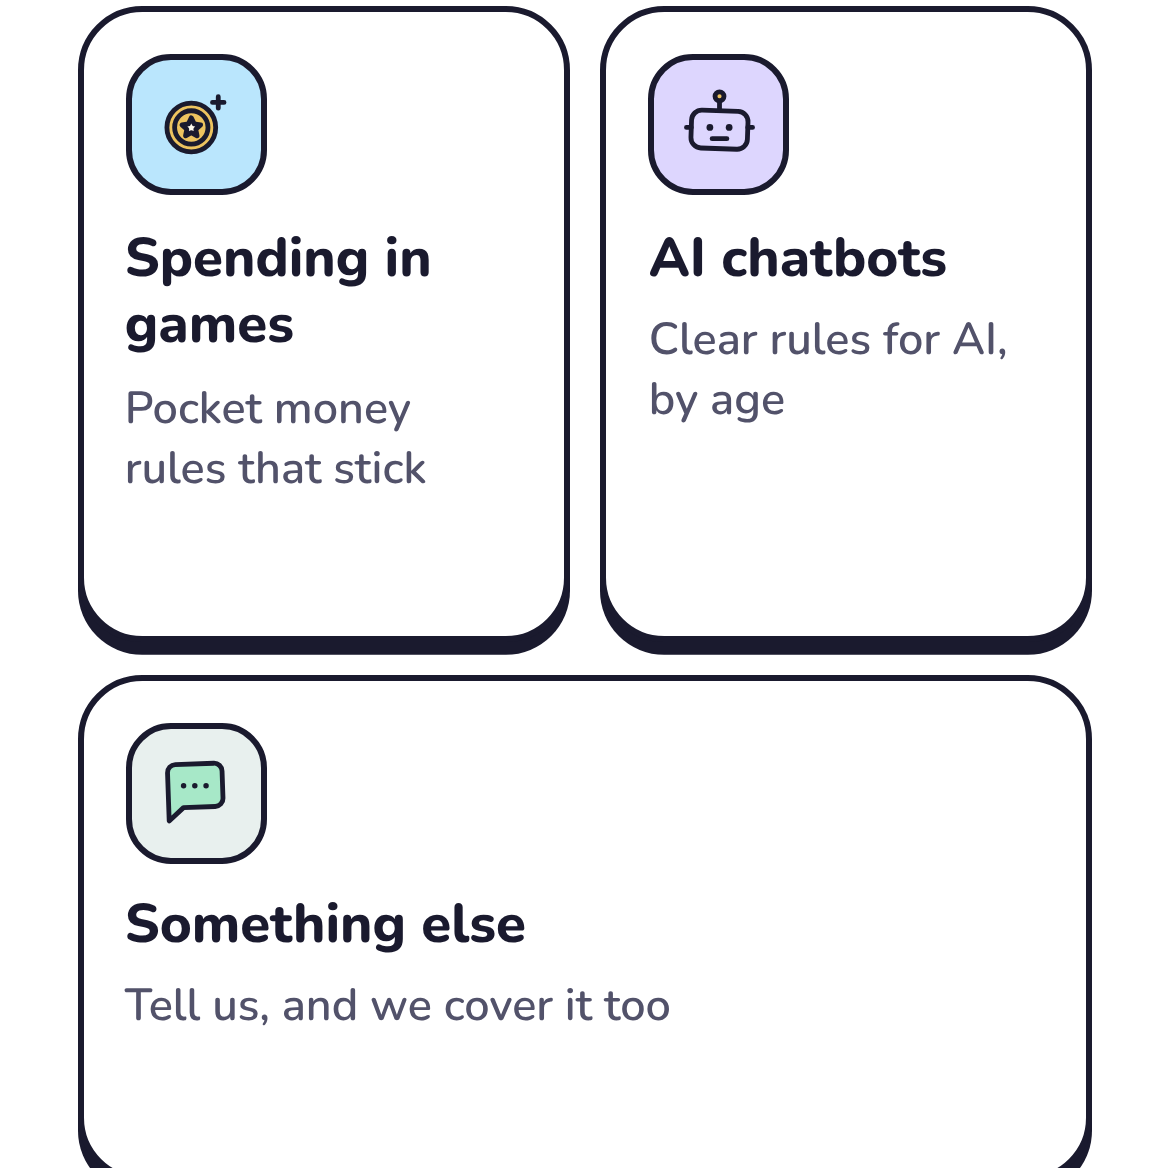 Spending in
games
Pocket money
rules that stick
AI chatbots
Clear rules for AI,
by age
Something else
Tell us, and we cover it too